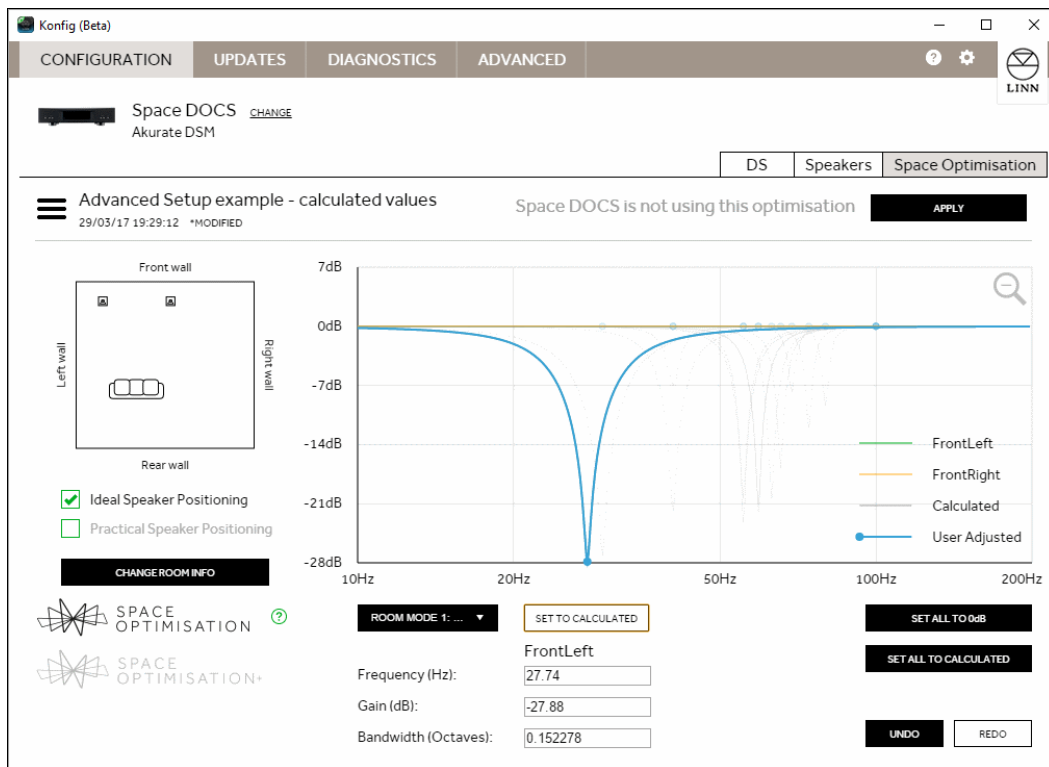 Konfig (Beta)
CONFIGURATION UPDATES DIAGNOSTICS ADVANCED ?
LINN
Space DOCS CHANGE
Akurate DSM
DS Speakers Space Optimisation
Advanced Setup example - calculated values
29/03/17 19:29:12 *MODIFIED
Space DOCS is not using this optimisation APPLY
Front wall
Left wall
Right wall
Rear wall
Ideal Speaker Positioning
Practical Speaker Positioning
CHANGE ROOM INFO
SPACE
OPTIMISATION ?
SPACE
OPTIMISATION+
7dB
0dB
-7dB
-14dB
-21dB
-28dB
10Hz 20Hz 50Hz 100Hz 200Hz
FrontLeft
FrontRight
Calculated
User Adjusted
ROOM MODE 1: ... SET TO CALCULATED
FrontLeft
Frequency (Hz): 27.74
Gain (dB): -27.88
Bandwidth (Octaves): 0.152278
SET ALL TO 0dB
SET ALL TO CALCULATED
UNDO REDO